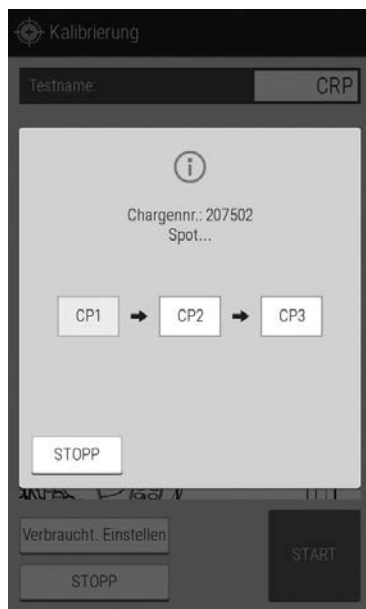 Kalibrierung
Testname: CRP
Chargennr.: 207502
Spot...
CP1 CP2 CP3
STOPP
Verbraucht. Einstellen
START
STOPP